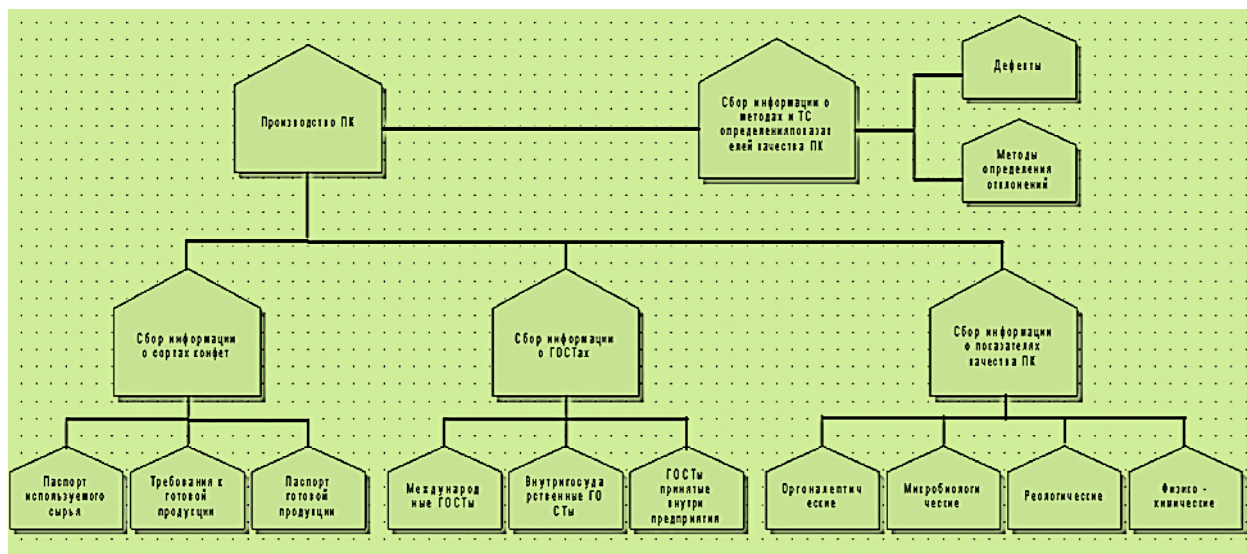 Производство ПК
Сбор информации о
методах и ТС
определенияпоказат
елей качества ПК
Дефекты
Методы
определения
отклонений
Сбор информации
о сортах конфет
Сбор информации
о ГОСТах
Сбор информации
о показателях
качества ПК
Паспорт
используемого
сырья
Требования к
готовой
продукции
Паспорт
готовой
продукции
Международ
ные ГОСТы
Внутригосуда
рственные ГО
СТы
ГОСТы
принятые
внутри
предприятия
Оргоналептич
еские
Микробиологи
ческие
Реологические
Физико -
химические